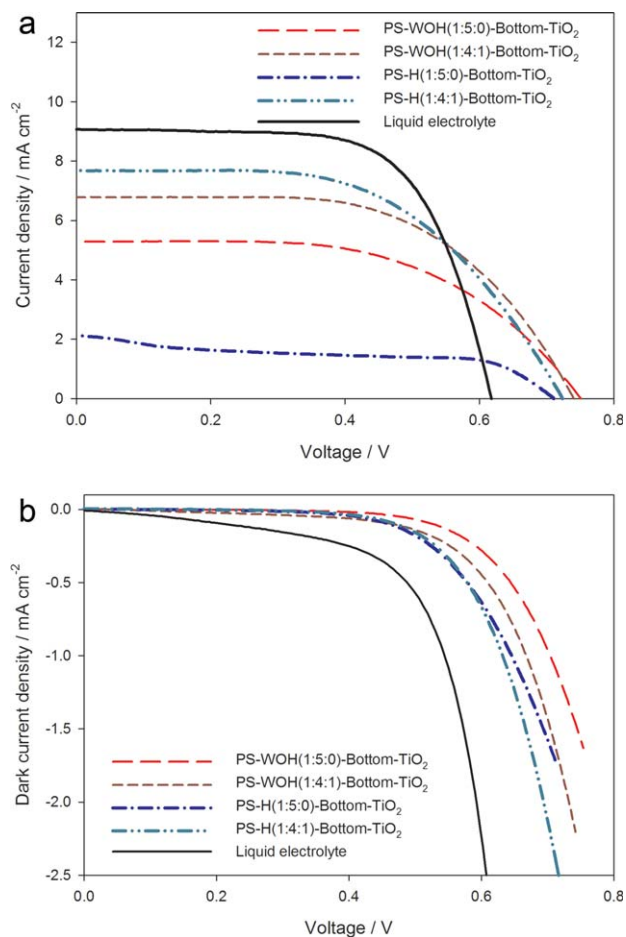 a
12
10
8
6
4
2
0
Current density / mA cm⁻²
PS-WOH(1:5:0)-Bottom-TiO₂
PS-WOH(1:4:1)-Bottom-TiO₂
PS-H(1:5:0)-Bottom-TiO₂
PS-H(1:4:1)-Bottom-TiO₂
Liquid electrolyte
0.0 0.2 0.4 0.6 0.8
Voltage / V
b
0.0
-0.5
-1.0
-1.5
-2.0
-2.5
Dark current density / mA cm⁻²
PS-WOH(1:5:0)-Bottom-TiO₂
PS-WOH(1:4:1)-Bottom-TiO₂
PS-H(1:5:0)-Bottom-TiO₂
PS-H(1:4:1)-Bottom-TiO₂
Liquid electrolyte
0.0 0.2 0.4 0.6 0.8
Voltage / V